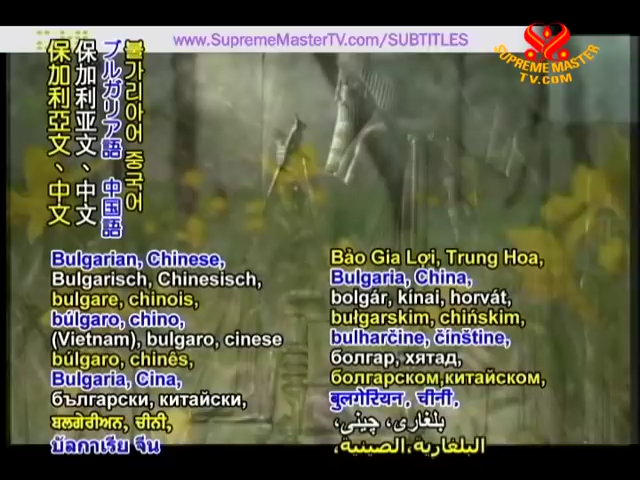 www.SupremeMasterTV.com/SUBTITLES
SUPREME MASTER
TV.COM
불가리아어 중국어
ブルガリア語 中国語
保加利亚文、中文
保加利亞文、中文
Bulgarian, Chinese,
Bulgarisch, Chinesisch,
bulgare, chinois,
búlgaro, chino,
(Vietnam), bulgaro, cinese
búlgaro, chinês,
Bulgaria, Cina,
български, китайски,
ਬਲਗੇਰੀਅਨ, ਚੀਨੀ,
บัลกาเรีย จีน
Bảo Gia Lợi, Trung Hoa,
Bulgaria, China,
bolgár, kínai, horvát,
bułgarskim, chińskim,
bulharčine, čínštine,
болгар, хятад,
болгарском,китайском,
बुल्गेरियन, चीनी,
بلغاری، چینی،
البلغارية,الصينية,